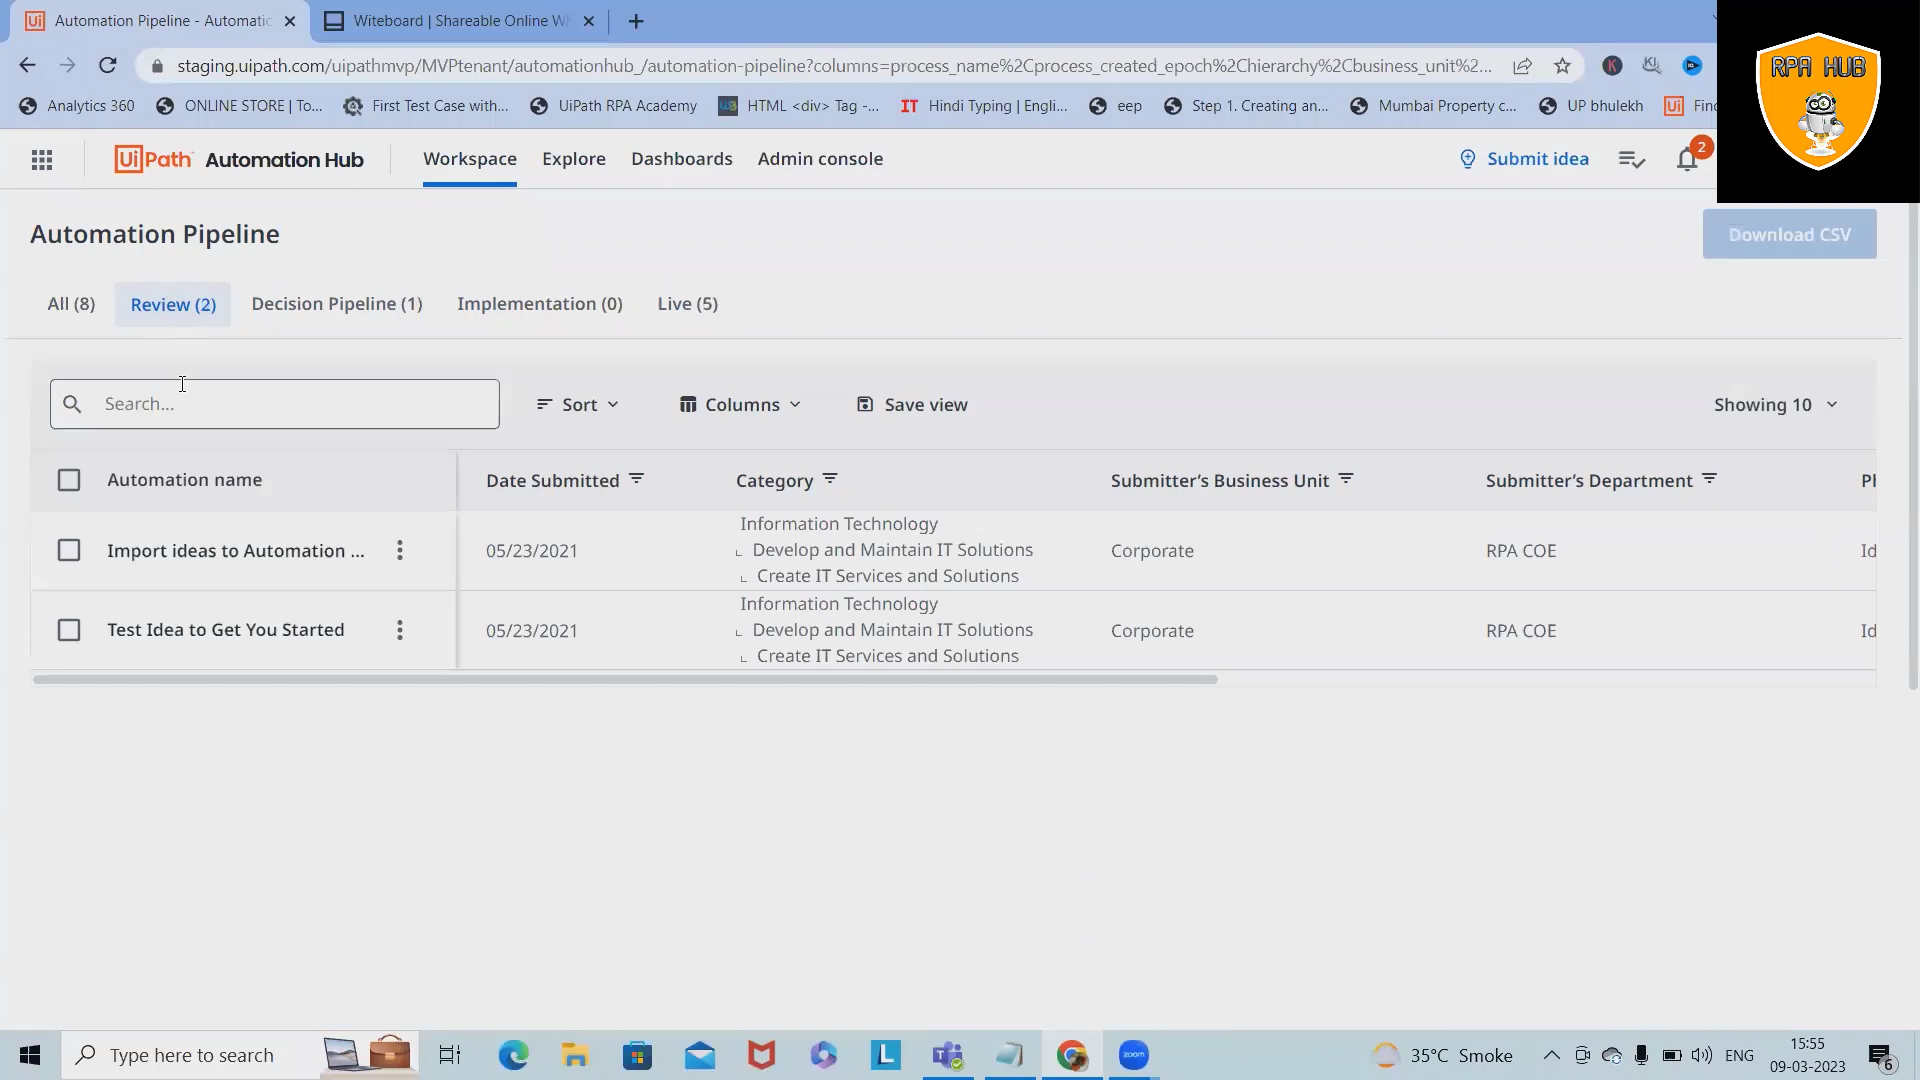 Automation Pipeline - Automatic
Witeboard | Shareable Online W
staging.uipath.com/uipathmvp/MVPtenant/automationhub_/automation-pipeline?columns=process_name%2Cprocess_created_epoch%2Chierarchy%2Cbusiness_unit%2...
Analytics 360
ONLINE STORE | To...
First Test Case with...
UiPath RPA Academy
HTML <div> Tag -...
Hindi Typing | Engli...
eep
Step 1. Creating an...
Mumbai Property c...
UP bhulekh
RPA HUB
UiPath Automation Hub
Workspace
Explore
Dashboards
Admin console
Submit idea
2
Automation Pipeline
Download CSV
All (8)
Review (2)
Decision Pipeline (1)
Implementation (0)
Live (5)
Search...
Sort
Columns
Save view
Showing 10
Automation name
Date Submitted
Category
Submitter's Business Unit
Submitter's Department
Import ideas to Automation ...
05/23/2021
Information Technology
Develop and Maintain IT Solutions
Create IT Services and Solutions
Corporate
RPA COE
Id
Test Idea to Get You Started
05/23/2021
Information Technology
Develop and Maintain IT Solutions
Create IT Services and Solutions
Corporate
RPA COE
Id
Type here to search
zoom
35°C Smoke
ENG
15:55
09-03-2023
6